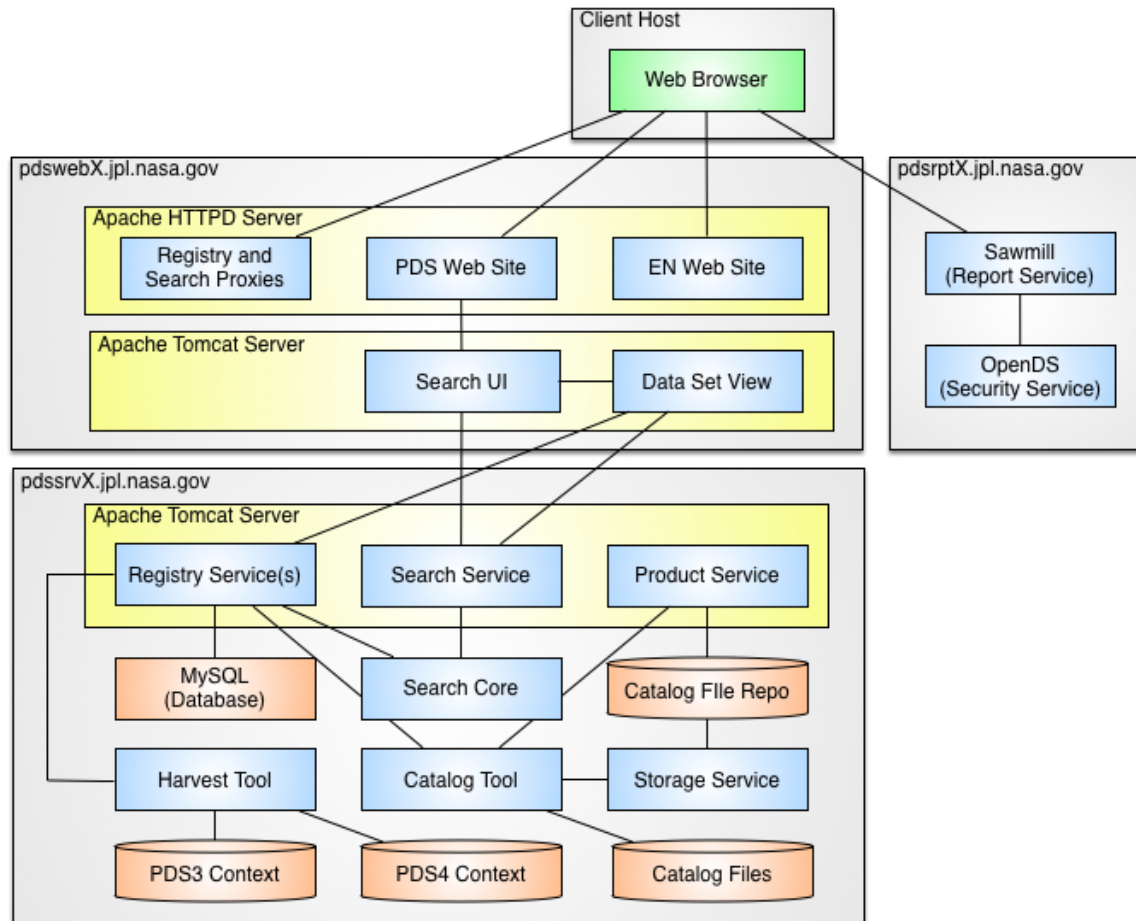 Client Host
Web Browser
pdswebX.jpl.nasa.gov
pdsrptX.jpl.nasa.gov
Apache HTTPD Server
Registry and
Search Proxies
PDS Web Site
EN Web Site
Sawmill
(Report Service)
Apache Tomcat Server
Search UI
Data Set View
OpenDS
(Security Service)
pdssrvX.jpl.nasa.gov
Apache Tomcat Server
Registry Service(s)
Search Service
Product Service
MySQL
(Database)
Search Core
Catalog FIle Repo
Harvest Tool
Catalog Tool
Storage Service
PDS3 Context
PDS4 Context
Catalog Files